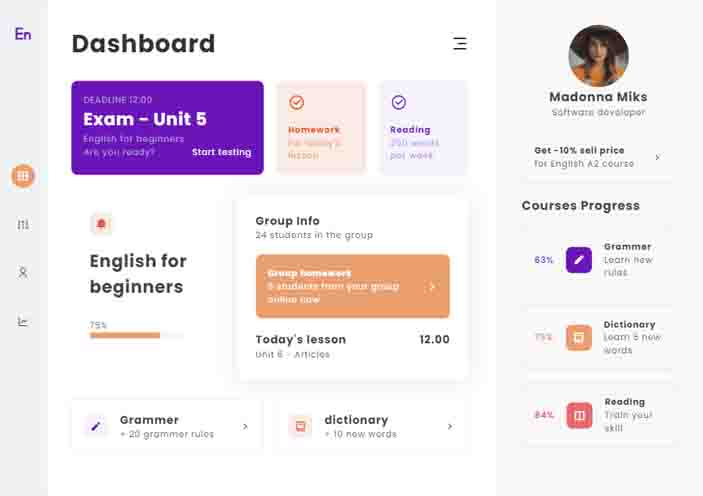 En
Dashboard
DEADLINE 12:00
Exam - Unit 5
English for beginners
Are you ready?
Start testing
Homework
For today's
lesson
Reading
250 words
per week
English for
beginners
75%
Group Info
24 students in the group
Group homework
5 students from your group
online now
Today's lesson 12.00
Unit 6 - Articles
Grammer
+ 20 grammer rules
dictionary
+ 10 new words
Madonna Miks
Software developer
Get -10% sell price
for English A2 course
Courses Progress
63%
Grammer
Learn new
rules
75%
Dictionary
Learn 5 new
words
84%
Reading
Train your
skill